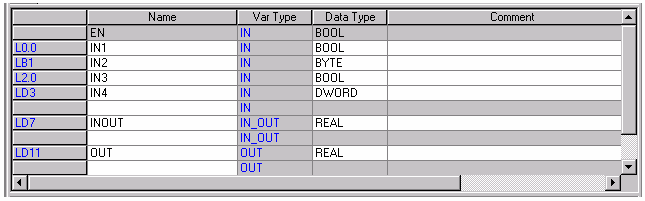 Name Var Type Data Type Comment
EN IN BOOL
L0.0 IN1 IN BOOL
LB1 IN2 IN BYTE
L2.0 IN3 IN BOOL
LD3 IN4 IN DWORD
IN
LD7 INOUT IN_OUT REAL
IN_OUT
LD11 OUT OUT REAL
OUT